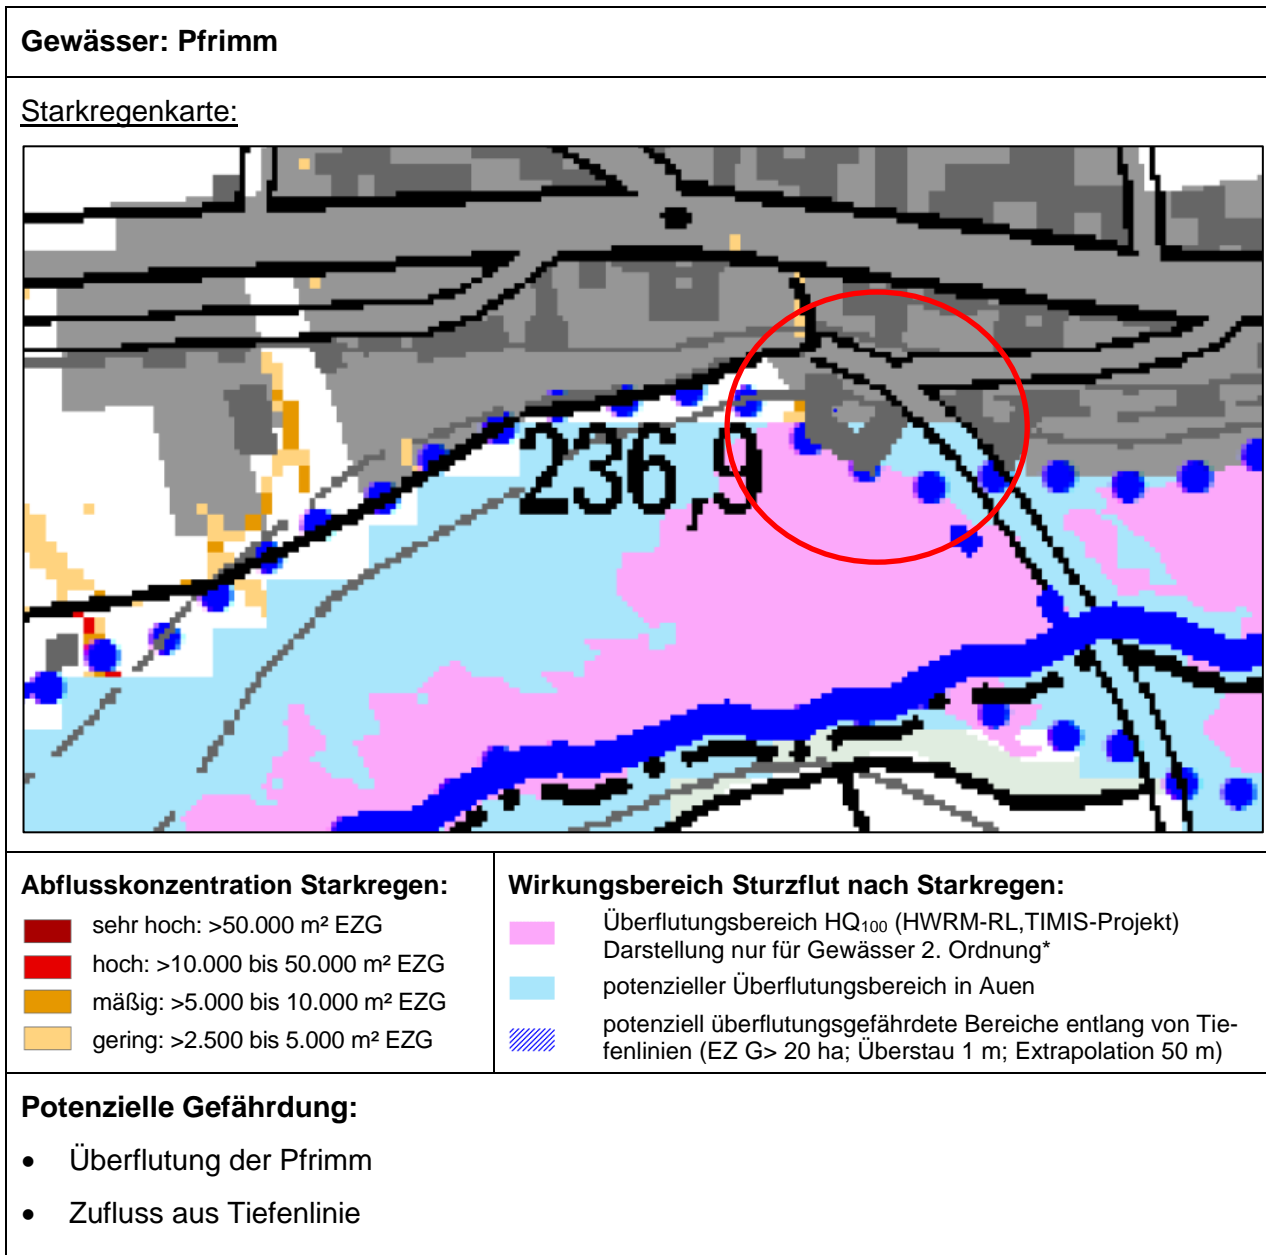 Gewässer: Pfrimm
Starkregenkarte:
236,9
Abflusskonzentration Starkregen:
sehr hoch: >50.000 m² EZG
hoch: >10.000 bis 50.000 m² EZG
mäßig: >5.000 bis 10.000 m² EZG
gering: >2.500 bis 5.000 m² EZG
Wirkungsbereich Sturzflut nach Starkregen:
Überflutungsbereich HQ₁₀₀ (HWRM-RL,TIMIS-Projekt)
Darstellung nur für Gewässer 2. Ordnung*
potenzieller Überflutungsbereich in Auen
potenziell überflutungsgefährdete Bereiche entlang von Tie-
fenlinien (EZ G> 20 ha; Überstau 1 m; Extrapolation 50 m)
Potenzielle Gefährdung:
• Überflutung der Pfrimm
• Zufluss aus Tiefenlinie